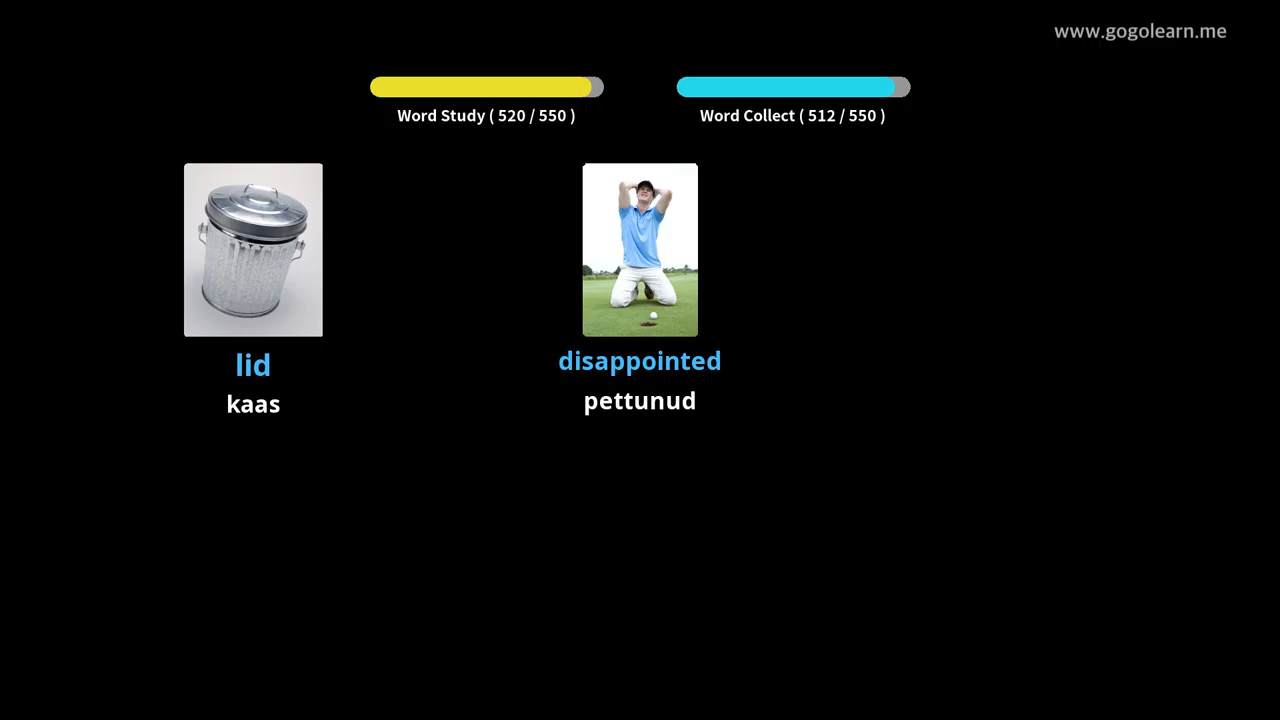 www.gogolearn.me
Word Study ( 520 / 550 )
Word Collect ( 512 / 550 )
lid
kaas
disappointed
pettunud